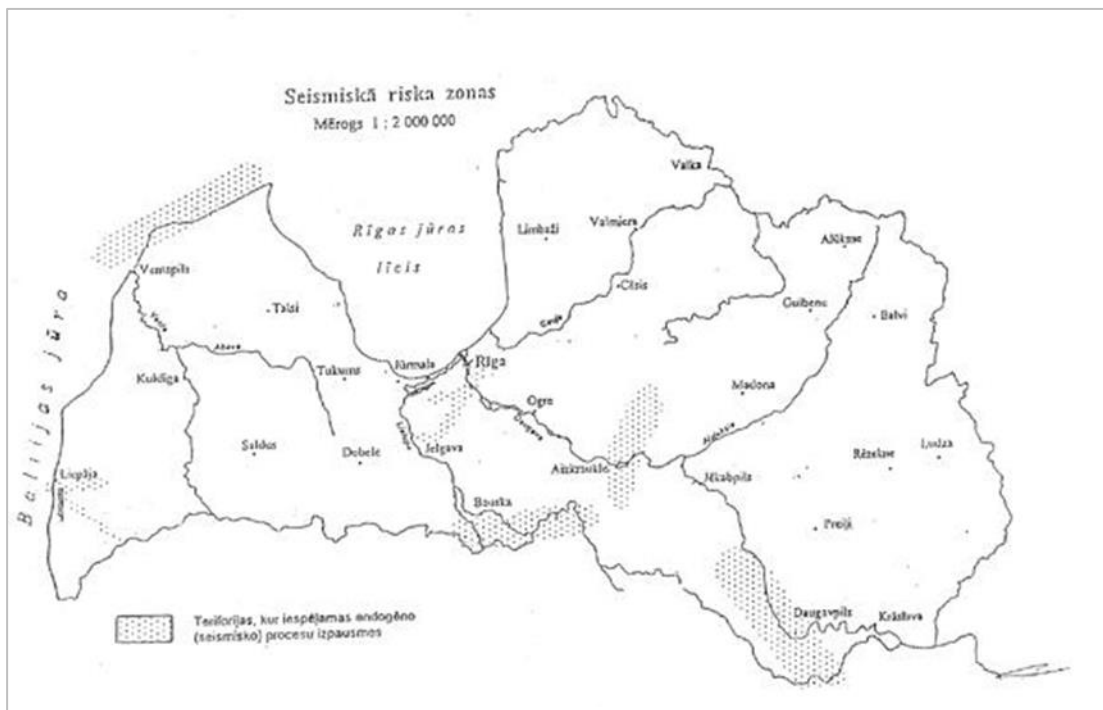 Seismiskā riska zonas
Mērogs 1 : 2 000 000
Valka
Rīgas jūras
līcis
Limbaži
Valmiera
Alūksne
Ventspils
Cēsis
Talsi
Gulbene
Balvi
Gauja
Venta
Abava
Baltijas jūra
Kuldīga
Tukums
Jūrmala
Rīga
Madona
Ogre
Daugava
Aiviekste
Lielupe
Saldus
Dobele
Jelgava
Aizkraukle
Rēzekne
Ludza
Liepāja
Jēkabpils
Bauska
Preiļi
Daugavpils
Krāslava
Teritorijas, kur iespējamas endogēno
(seismisko) procesu izpausmes